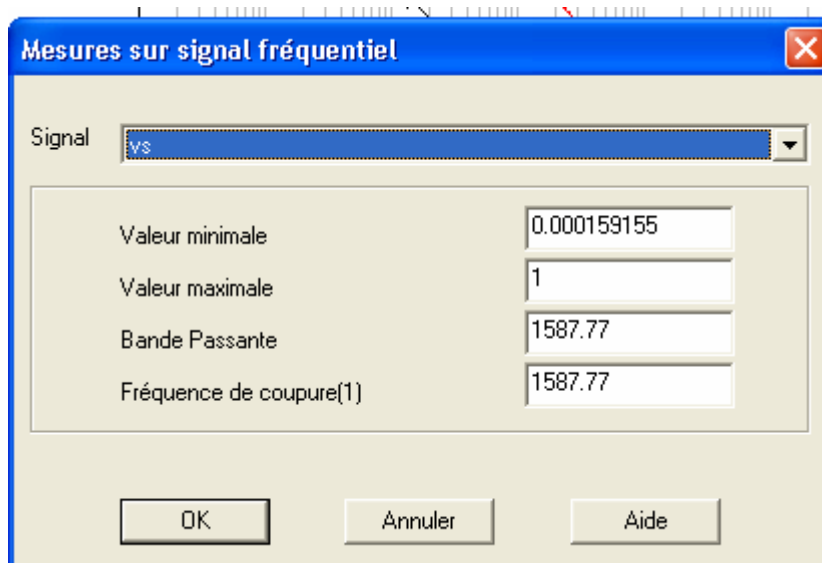 Mesures sur signal fréquentiel
Signal vs
Valeur minimale 0.000159155
Valeur maximale 1
Bande Passante 1587.77
Fréquence de coupure(1) 1587.77
OK Annuler Aide